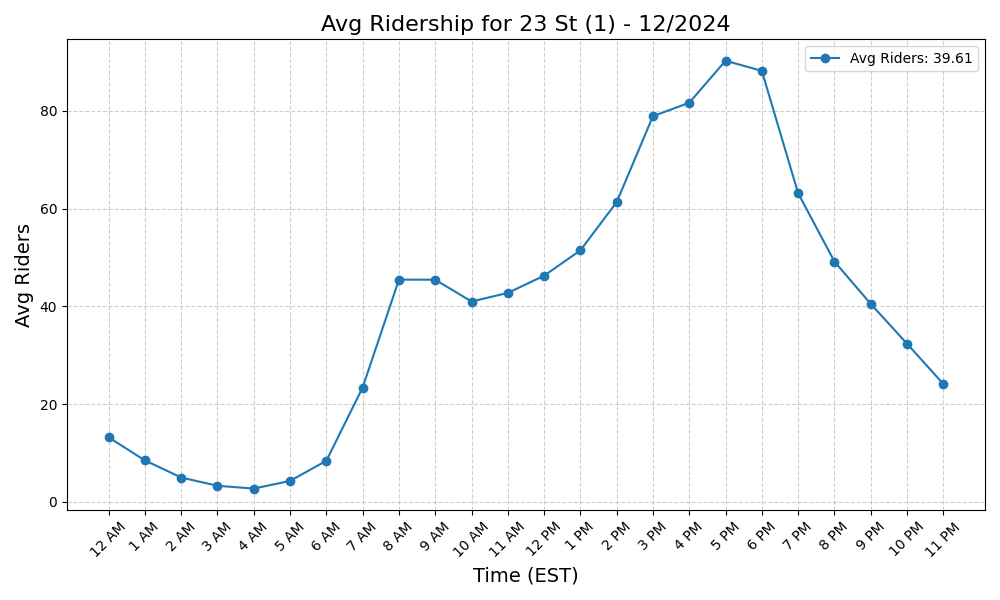 Avg Ridership for 23 St (1) - 12/2024
Avg Riders: 39.61
Avg Riders
80
60
40
20
0
12 AM
1 AM
2 AM
3 AM
4 AM
5 AM
6 AM
7 AM
8 AM
9 AM
10 AM
11 AM
12 PM
1 PM
2 PM
3 PM
4 PM
5 PM
6 PM
7 PM
8 PM
9 PM
10 PM
11 PM
Time (EST)